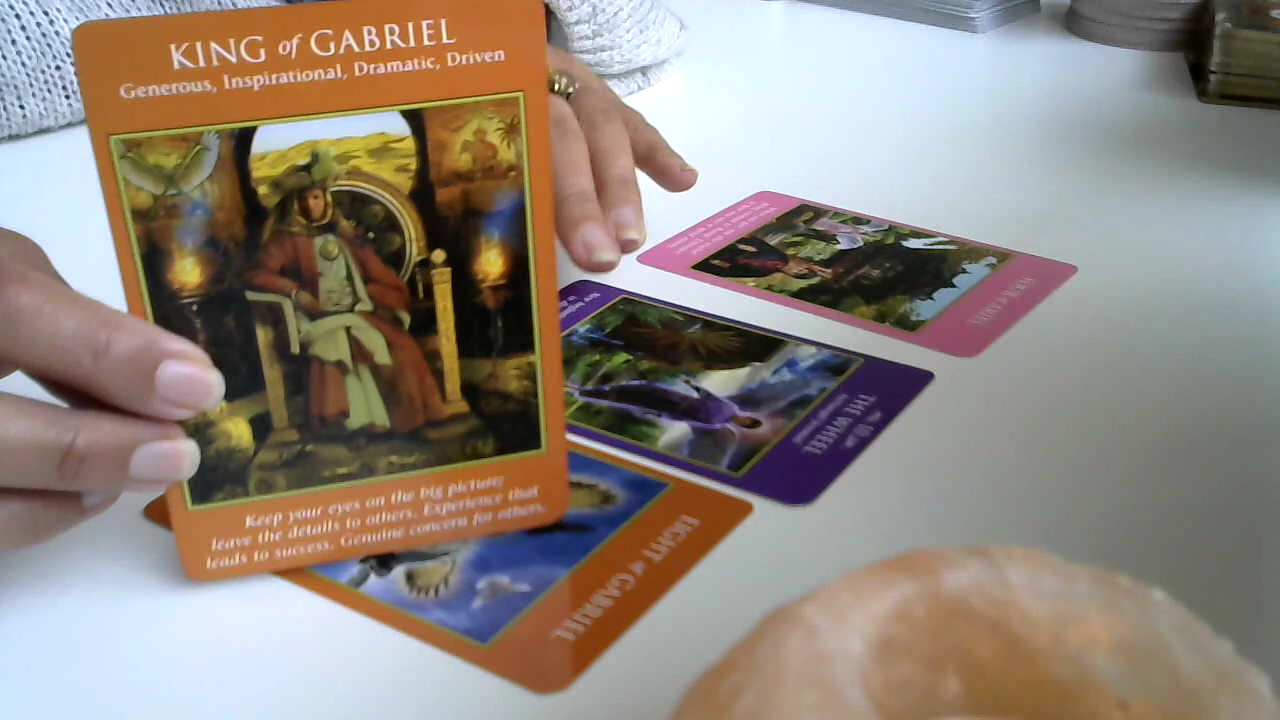 KING of GABRIEL
Generous, Inspirational, Dramatic, Driven
Keep your eyes on the big picture;
leave the details to others. Experience that
leads to success. Genuine concern for others.
10
THE WHEEL
EIGHT of GABRIEL